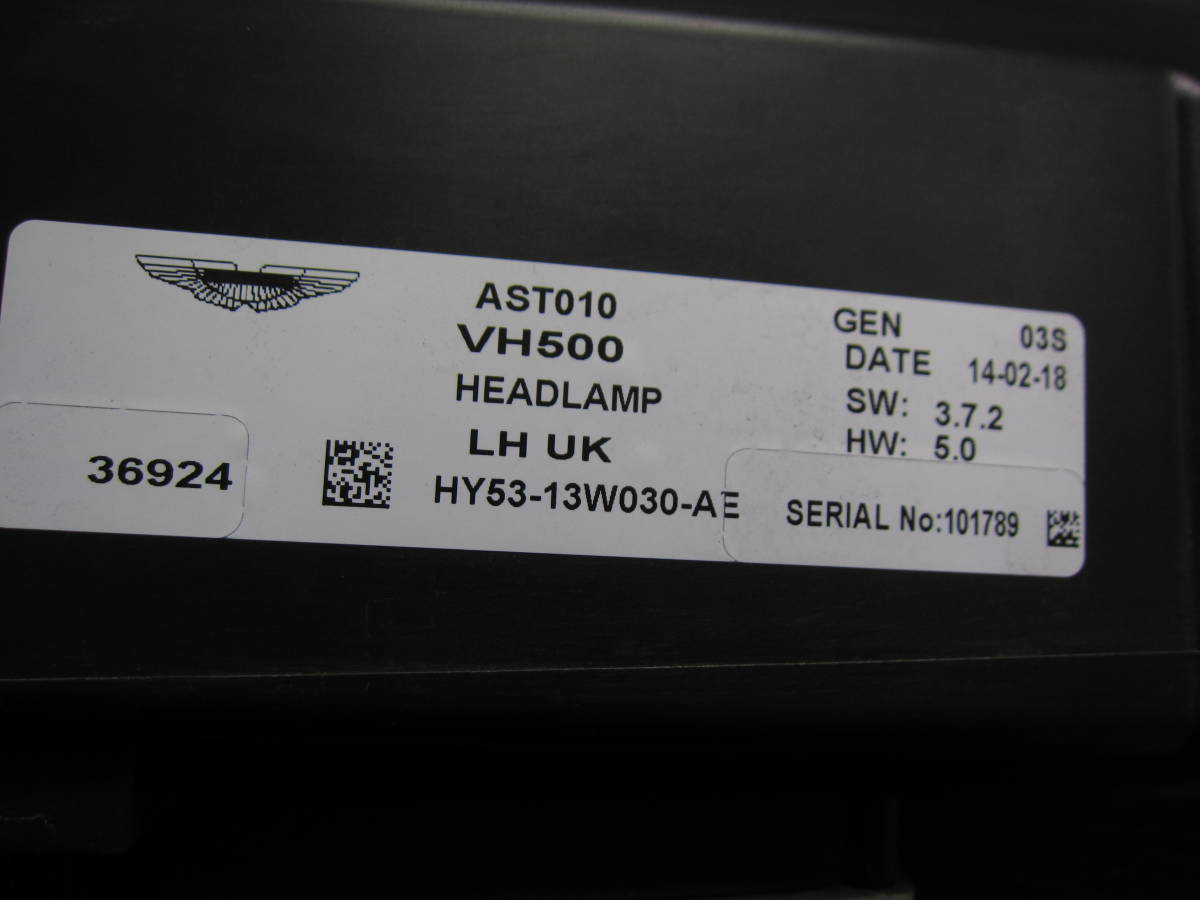 AST010
VH500
HEADLAMP
LH UK
HY53-13W030-AE
36924
GEN 03S
DATE 14-02-18
SW: 3.7.2
HW: 5.0
SERIAL No:101789